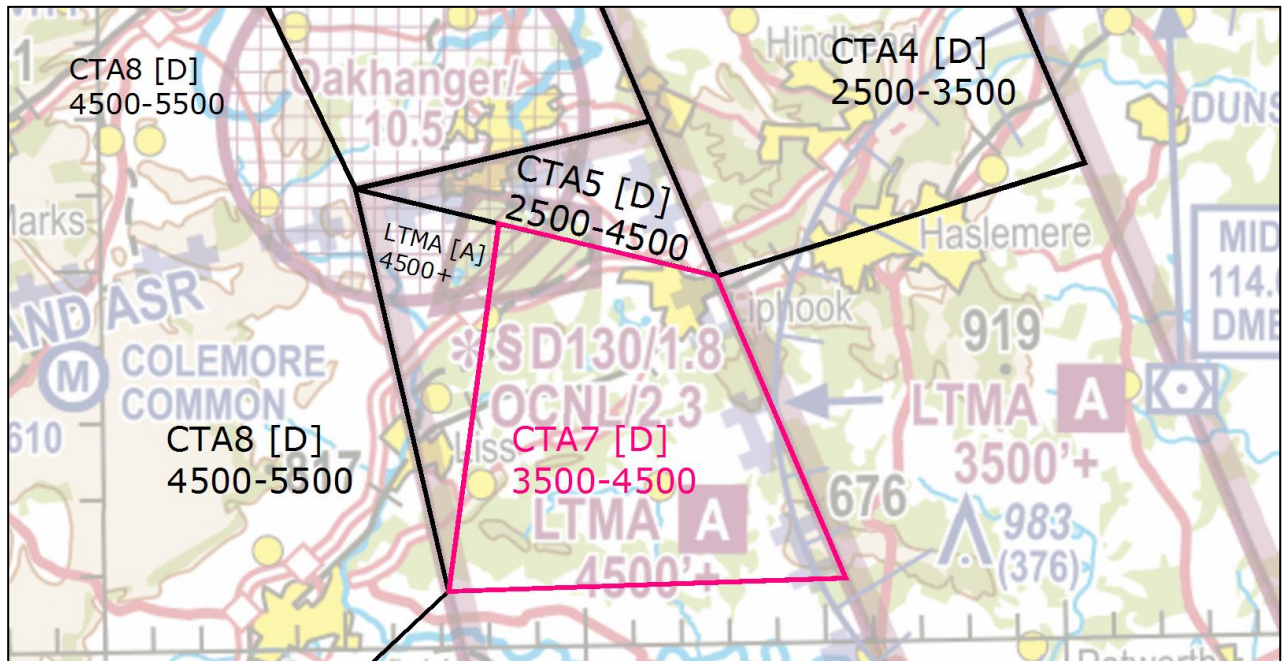 CTA8 [D]
4500-5500
Oakhanger/
10.5
CTA4 [D]
2500-3500
DUNS
CTA5 [D]
2500-4500
Marks
LTMA [A]
4500+
Haslemere
MID
114.
DME
AND ASR
M
COLEMORE
COMMON
610
Liphook
919
*§D130/1.8
OCNL/2.3
LTMA A
3500'+
CTA8 [D]
4500-5500
Liss
CTA7 [D]
3500-4500
LTMA A
4500'+
676
983
(376)